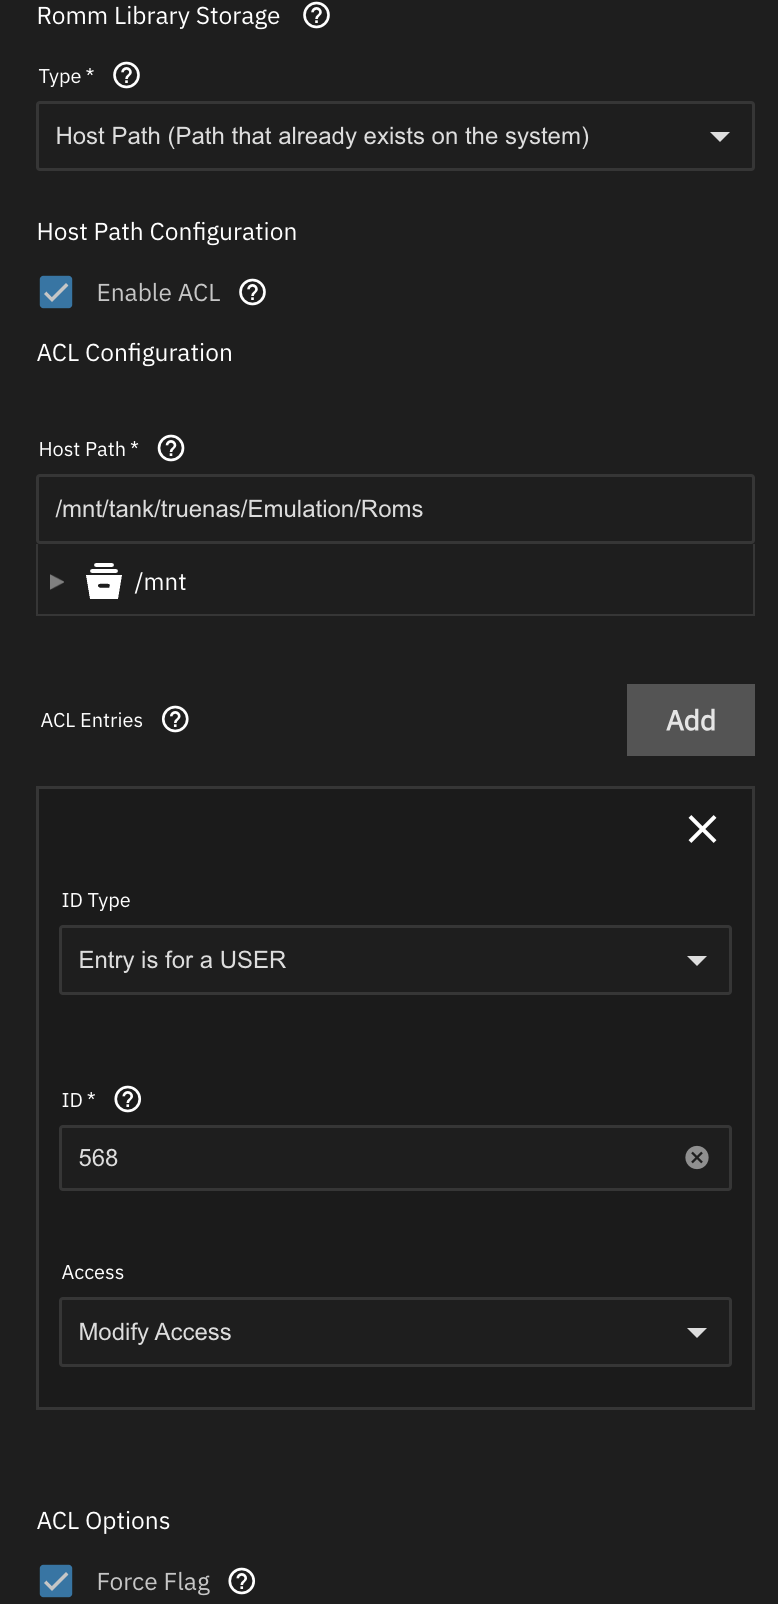 Romm Library Storage
Type *
Host Path (Path that already exists on the system)
Host Path Configuration
Enable ACL
ACL Configuration
Host Path *
/mnt/tank/truenas/Emulation/Roms
/mnt
ACL Entries
Add
ID Type
Entry is for a USER
ID *
568
Access
Modify Access
ACL Options
Force Flag